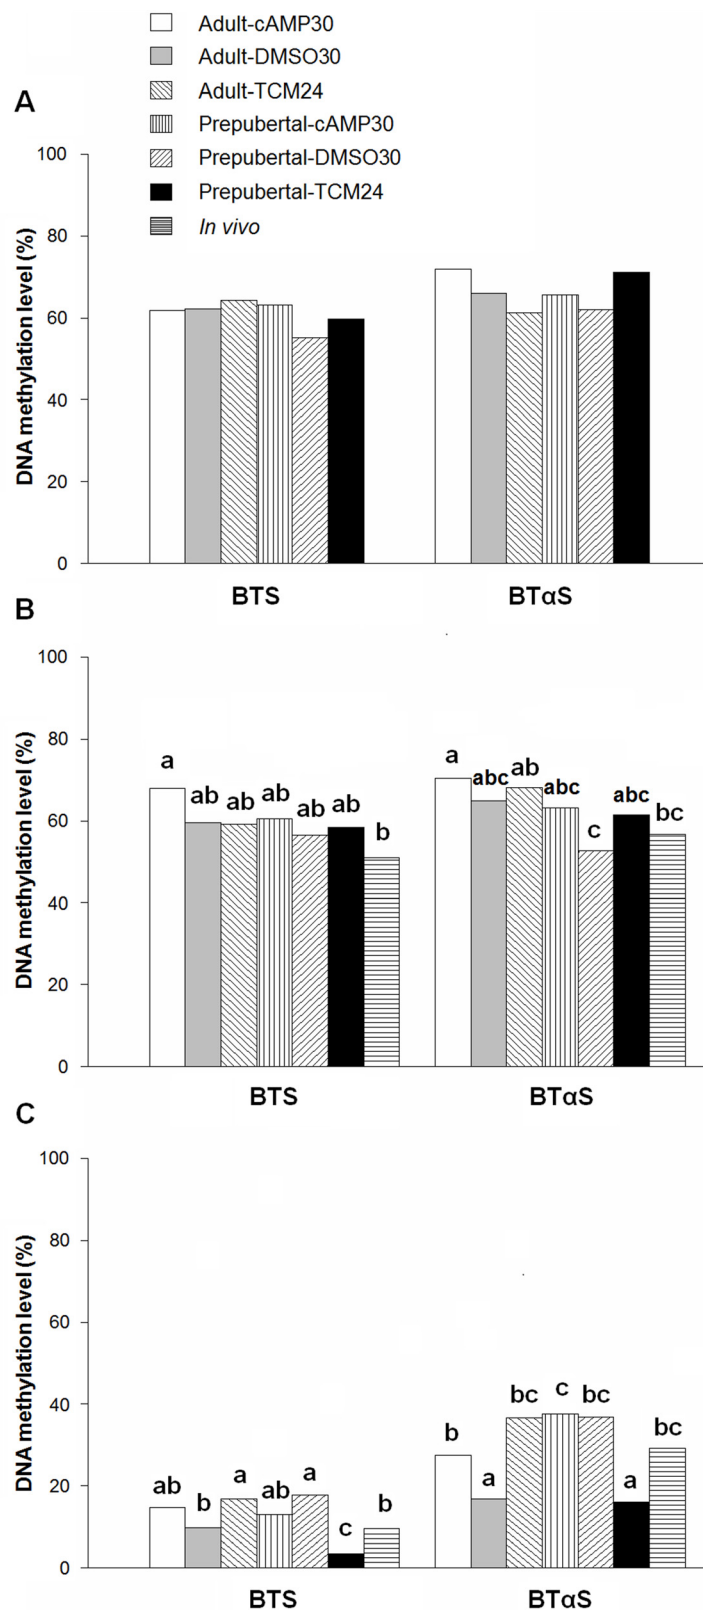 Adult-cAMP30
Adult-DMSO30
Adult-TCM24
Prepubertal-cAMP30
Prepubertal-DMSO30
Prepubertal-TCM24
In vivo
A
DNA methylation level (%)
100
80
60
40
20
0
BTS BTαS
B
DNA methylation level (%)
100
80
60
40
20
0
a ab ab ab ab ab b
a abc ab abc c abc bc
BTS BTαS
C
DNA methylation level (%)
100
80
60
40
20
0
ab b a ab a c b
b a bc c bc a bc
BTS BTαS